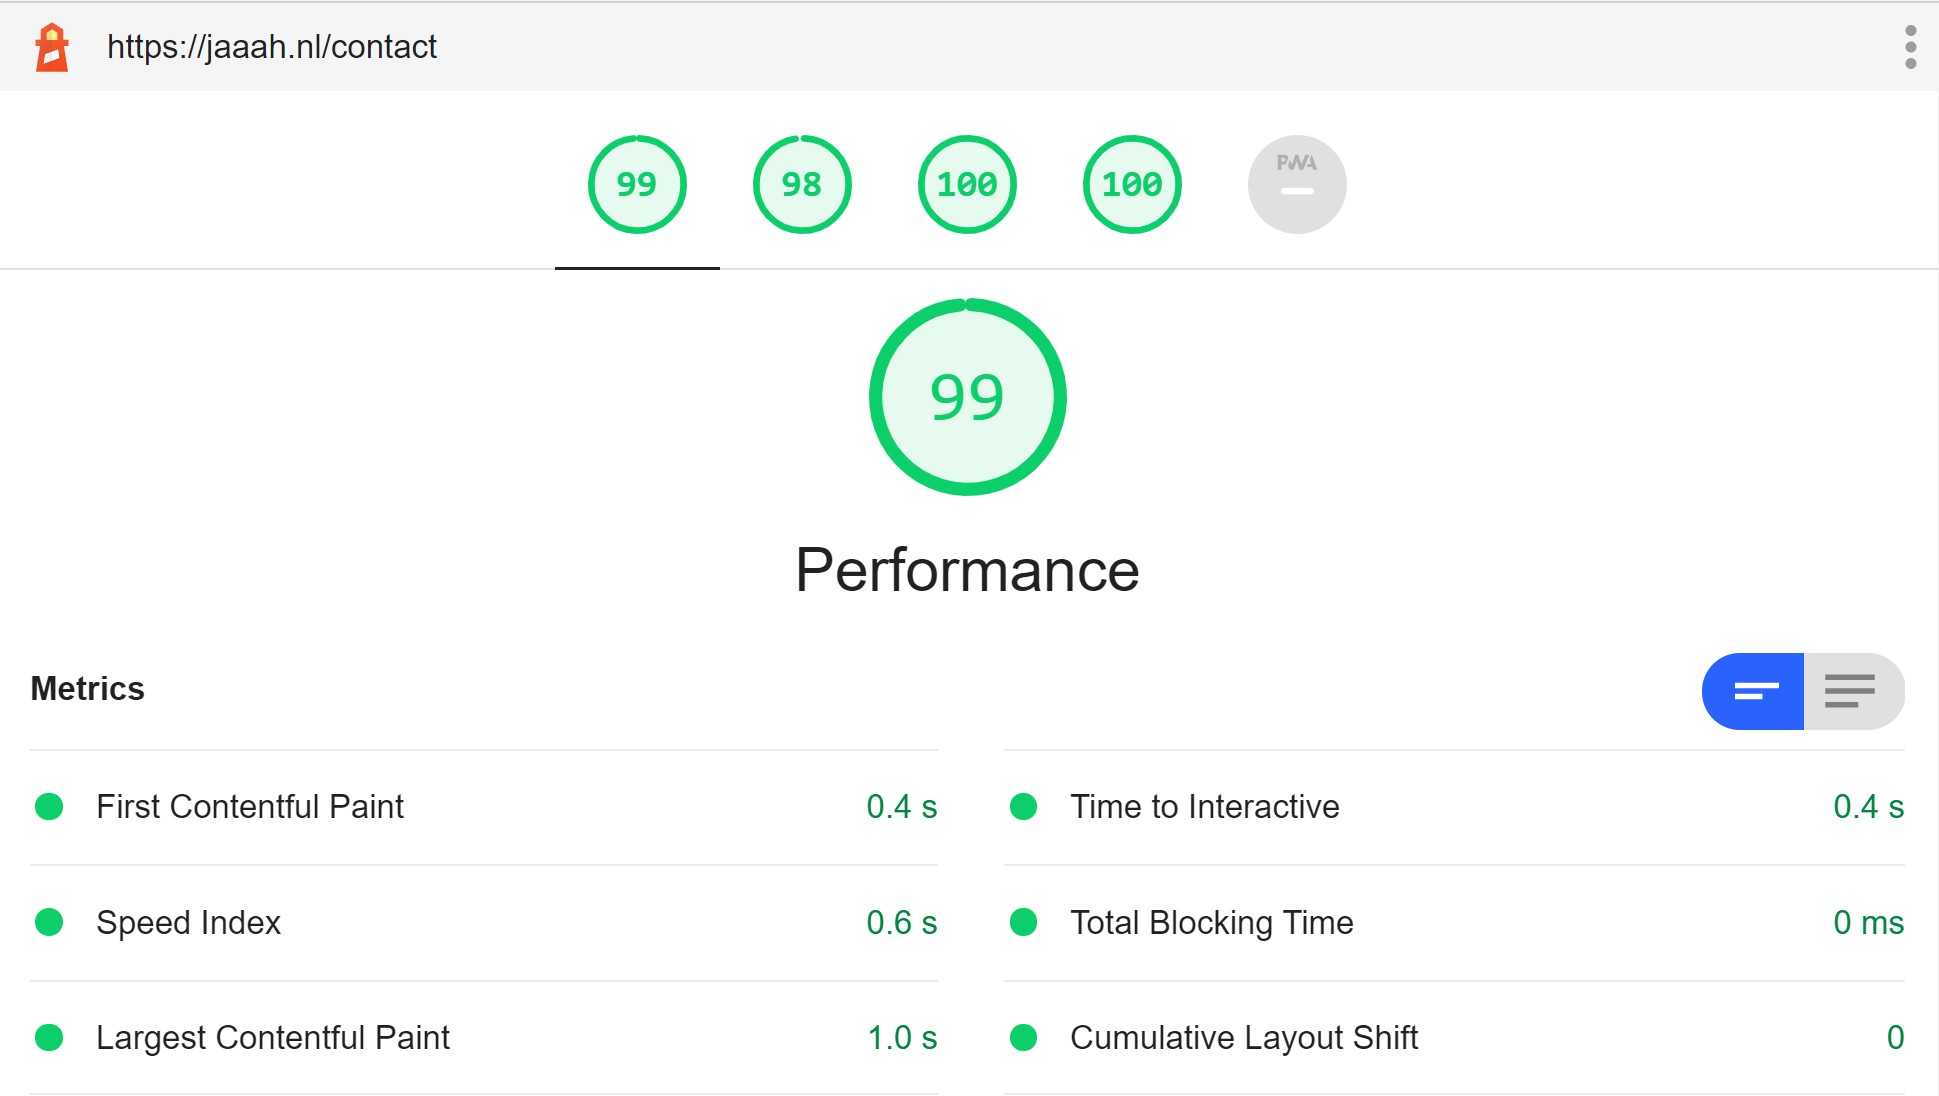 https://jaaah.nl/contact
99 98 100 100 PWA
99
Performance
Metrics
First Contentful Paint 0.4 s
Time to Interactive 0.4 s
Speed Index 0.6 s
Total Blocking Time 0 ms
Largest Contentful Paint 1.0 s
Cumulative Layout Shift 0